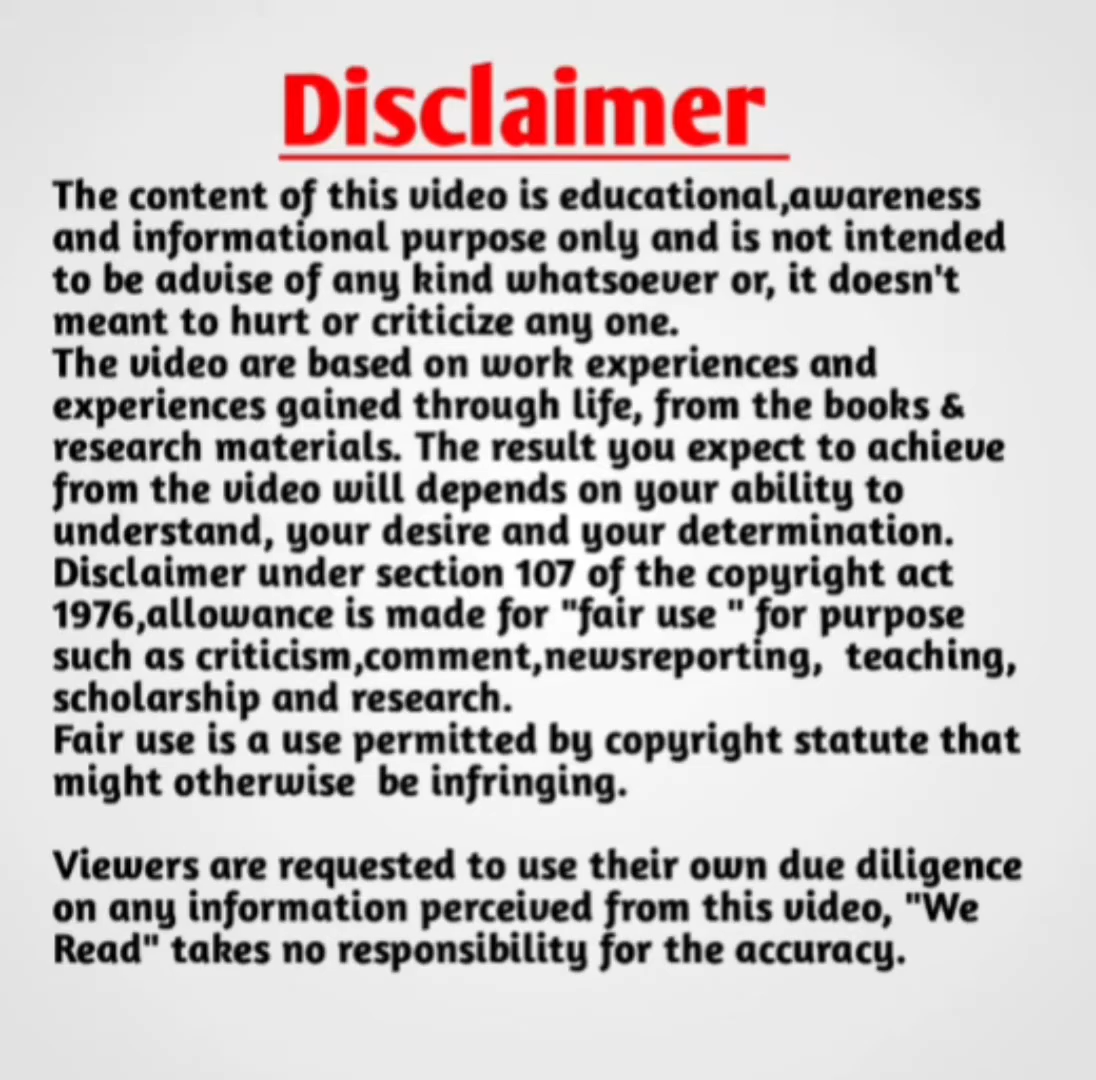 Disclaimer
The content of this video is educational,awareness
and informational purpose only and is not intended
to be advise of any kind whatsoever or, it doesn't
meant to hurt or criticize any one.
The video are based on work experiences and
experiences gained through life, from the books &
research materials. The result you expect to achieve
from the video will depends on your ability to
understand, your desire and your determination.
Disclaimer under section 107 of the copyright act
1976,allowance is made for "fair use " for purpose
such as criticism,comment,newsreporting,  teaching,
scholarship and research.
Fair use is a use permitted by copyright statute that
might otherwise  be infringing.
Viewers are requested to use their own due diligence
on any information perceived from this video, "We
Read" takes no responsibility for the accuracy.